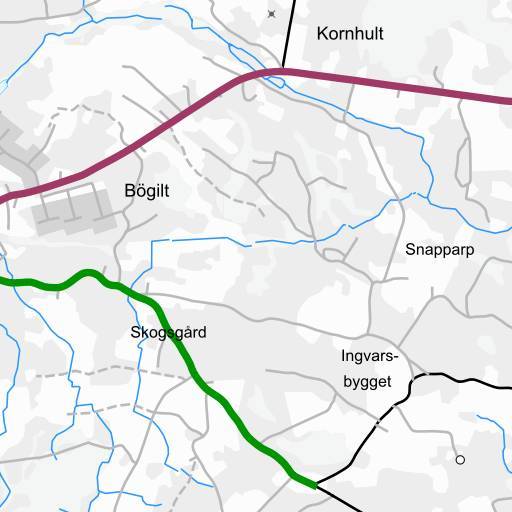 Kornhult
Bögilt
Snapparp
Skogsgård
Ingvars-
bygget